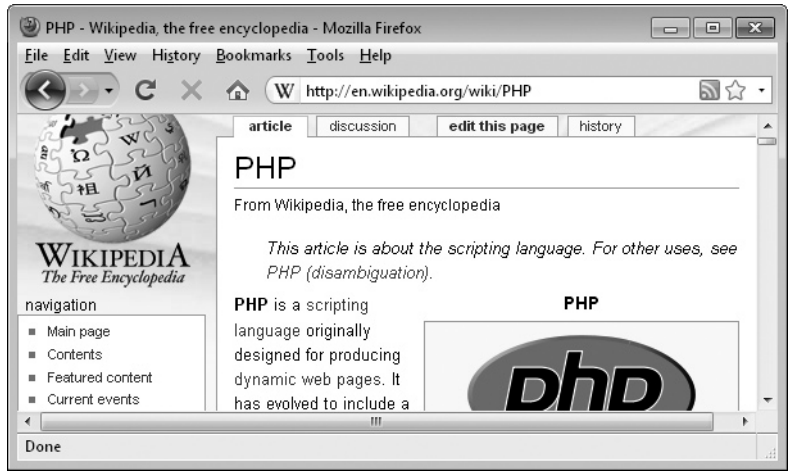 PHP - Wikipedia, the free encyclopedia - Mozilla Firefox
File Edit View History Bookmarks Tools Help
W http://en.wikipedia.org/wiki/PHP
article discussion edit this page history
Ω W И 祖
WIKIPEDIA
The Free Encyclopedia
navigation
Main page
Contents
Featured content
Current events
PHP
From Wikipedia, the free encyclopedia
This article is about the scripting language. For other uses, see
PHP (disambiguation).
PHP is a scripting
language originally
designed for producing
dynamic web pages. It
has evolved to include a
PHP
php
Done